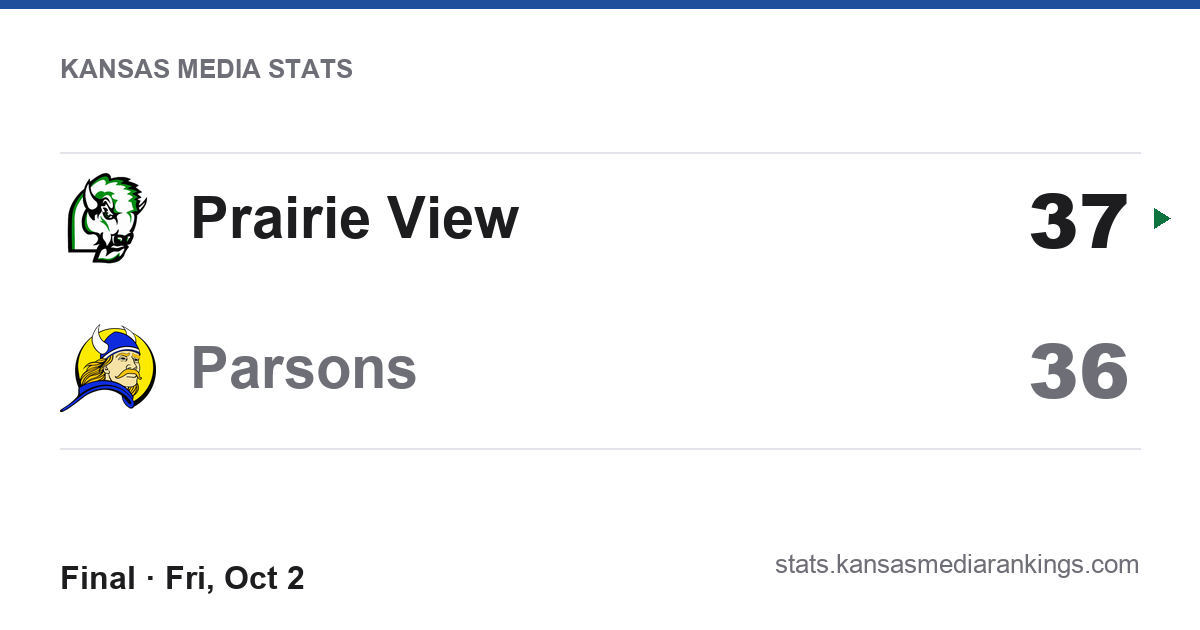 KANSAS MEDIA STATS
Prairie View 37
Parsons 36
Final · Fri, Oct 2
stats.kansasmediarankings.com